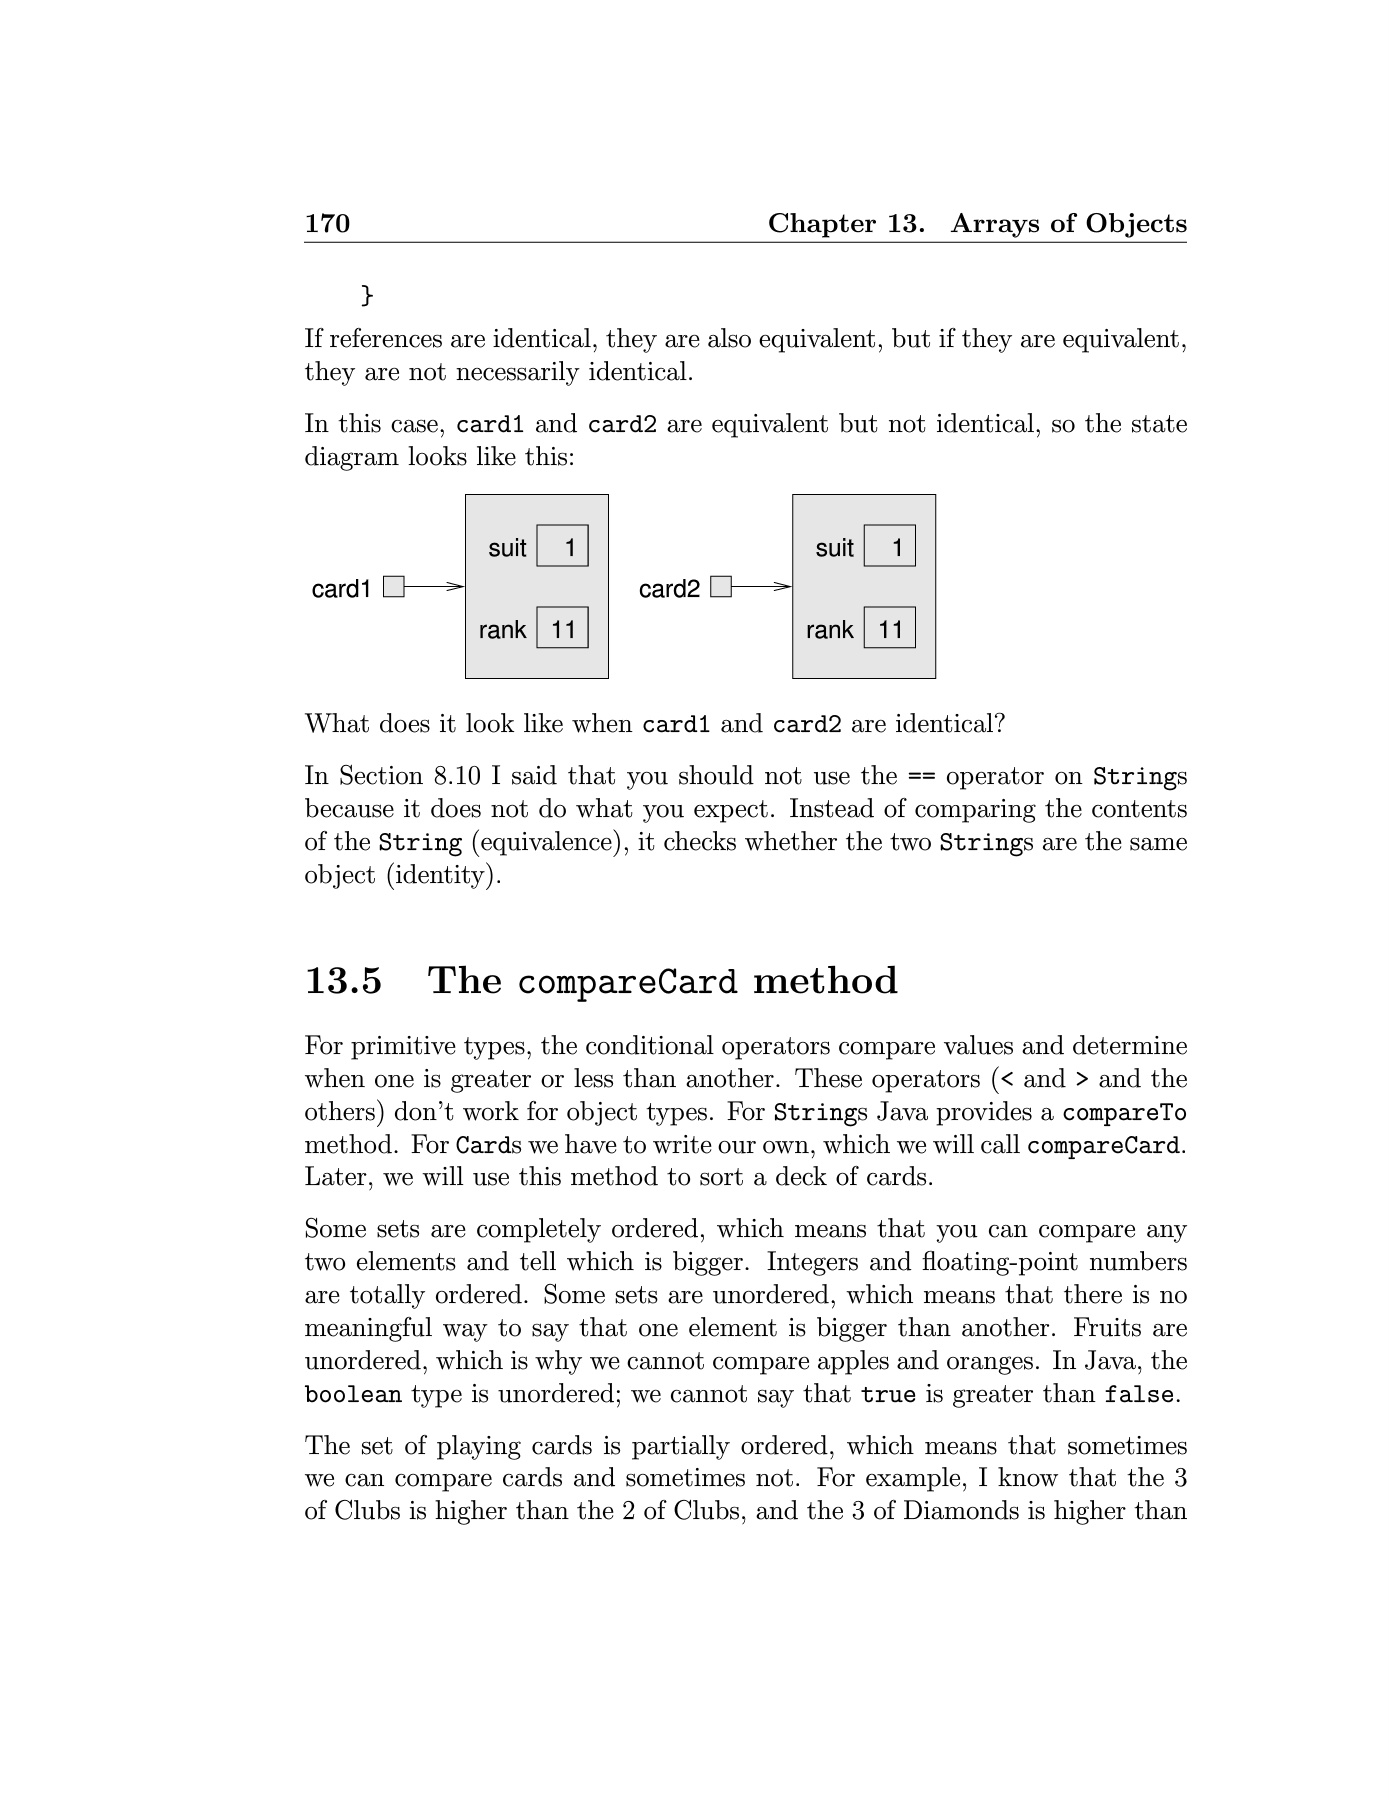 170 Chapter 13. Arrays of Objects
}
If references are identical, they are also equivalent, but if they are equivalent,
they are not necessarily identical.
In this case, card1 and card2 are equivalent but not identical, so the state
diagram looks like this:
suit 1 suit 1
card1 card2
rank 11 rank 11
What does it look like when card1 and card2 are identical?
In Section 8.10 I said that you should not use the == operator on Strings
because it does not do what you expect. Instead of comparing the contents
of the String (equivalence), it checks whether the two Strings are the same
object (identity).
13.5 The compareCard method
For primitive types, the conditional operators compare values and determine
when one is greater or less than another. These operators (< and > and the
others) don't work for object types. For Strings Java provides a compareTo
method. For Cards we have to write our own, which we will call compareCard.
Later, we will use this method to sort a deck of cards.
Some sets are completely ordered, which means that you can compare any
two elements and tell which is bigger. Integers and floating-point numbers
are totally ordered. Some sets are unordered, which means that there is no
meaningful way to say that one element is bigger than another. Fruits are
unordered, which is why we cannot compare apples and oranges. In Java, the
boolean type is unordered; we cannot say that true is greater than false.
The set of playing cards is partially ordered, which means that sometimes
we can compare cards and sometimes not. For example, I know that the 3
of Clubs is higher than the 2 of Clubs, and the 3 of Diamonds is higher than